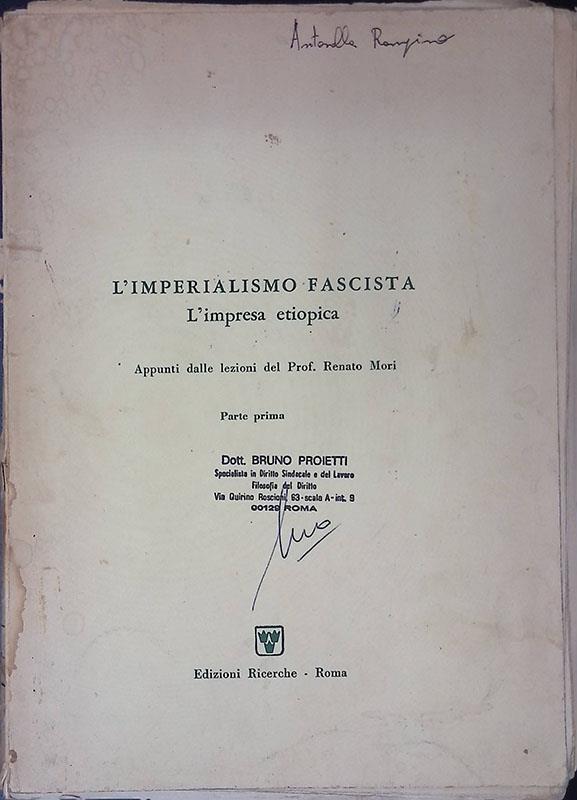 Antonella
L'IMPERIALISMO FASCISTA
L'impresa etiopica
Appunti dalle lezioni del Prof. Renato Mori
Parte prima
Dott. BRUNO PROIETTI
Specialista in Diritto Sindacale e del Lavoro
Filosofia del Diritto
Via Quirino Roscioni, 63 - scala A - int. 9
00129 ROMA
Edizioni Ricerche - Roma